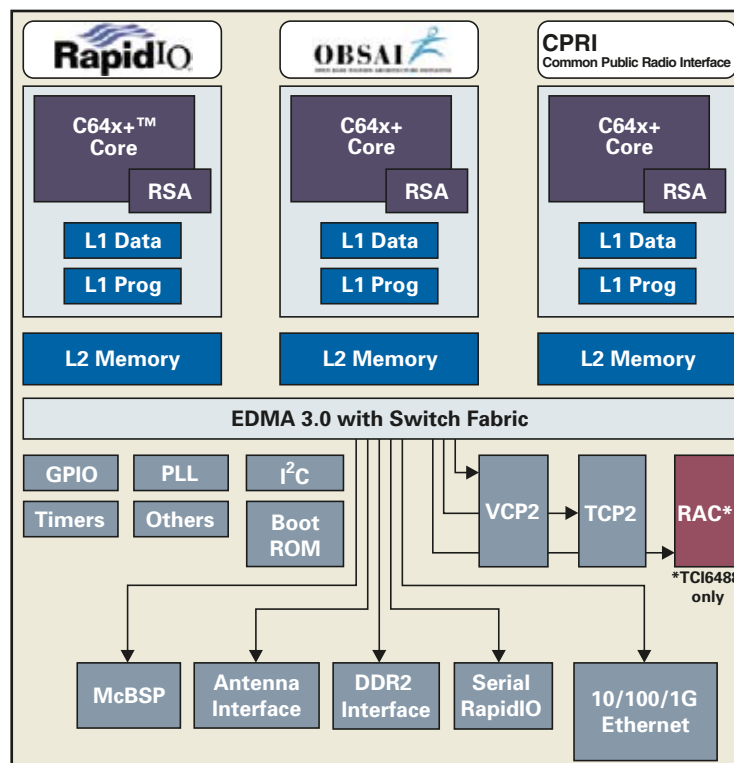 RapidIO
OBSAI
CPRI
Common Public Radio Interface
C64x+™
Core
RSA
L1 Data
L1 Prog
C64x+
Core
RSA
L1 Data
L1 Prog
C64x+
Core
RSA
L1 Data
L1 Prog
L2 Memory
L2 Memory
L2 Memory
EDMA 3.0 with Switch Fabric
GPIO
PLL
I²C
Timers
Others
Boot
ROM
VCP2
TCP2
RAC*
*TCI6488
only
McBSP
Antenna
Interface
DDR2
Interface
Serial
RapidIO
10/100/1G
Ethernet